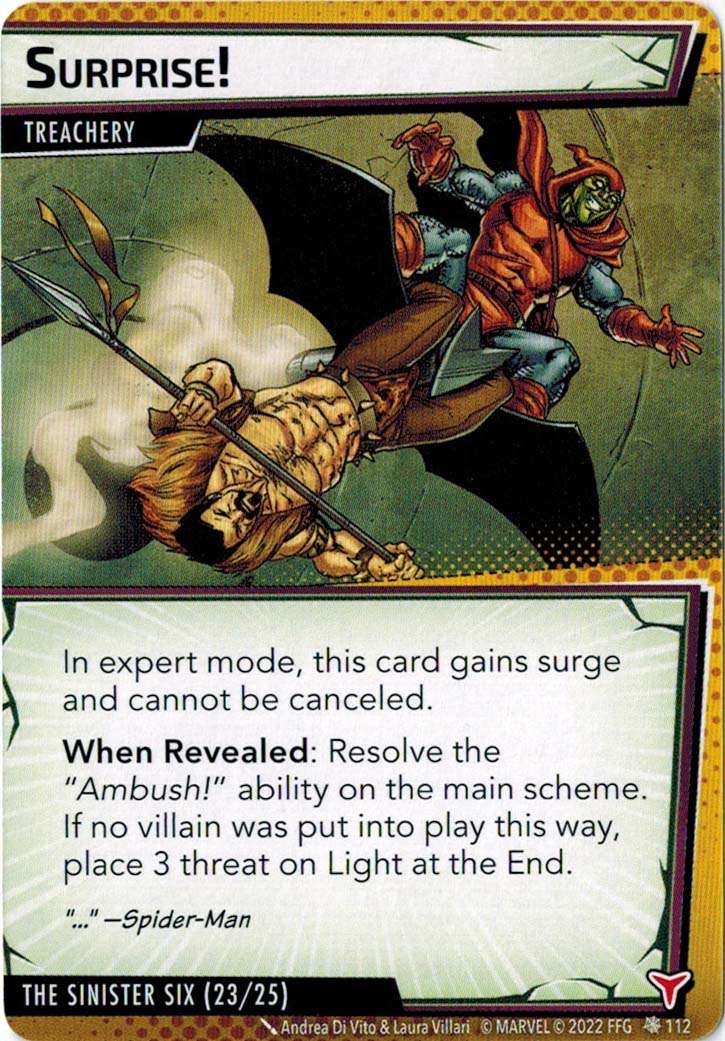 SURPRISE!
TREACHERY
In expert mode, this card gains surge
and cannot be canceled.
When Revealed: Resolve the
"Ambush!" ability on the main scheme.
If no villain was put into play this way,
place 3 threat on Light at the End.
"..." —Spider-Man
THE SINISTER SIX (23/25)
Andrea Di Vito & Laura Villari © MARVEL © 2022 FFG 112